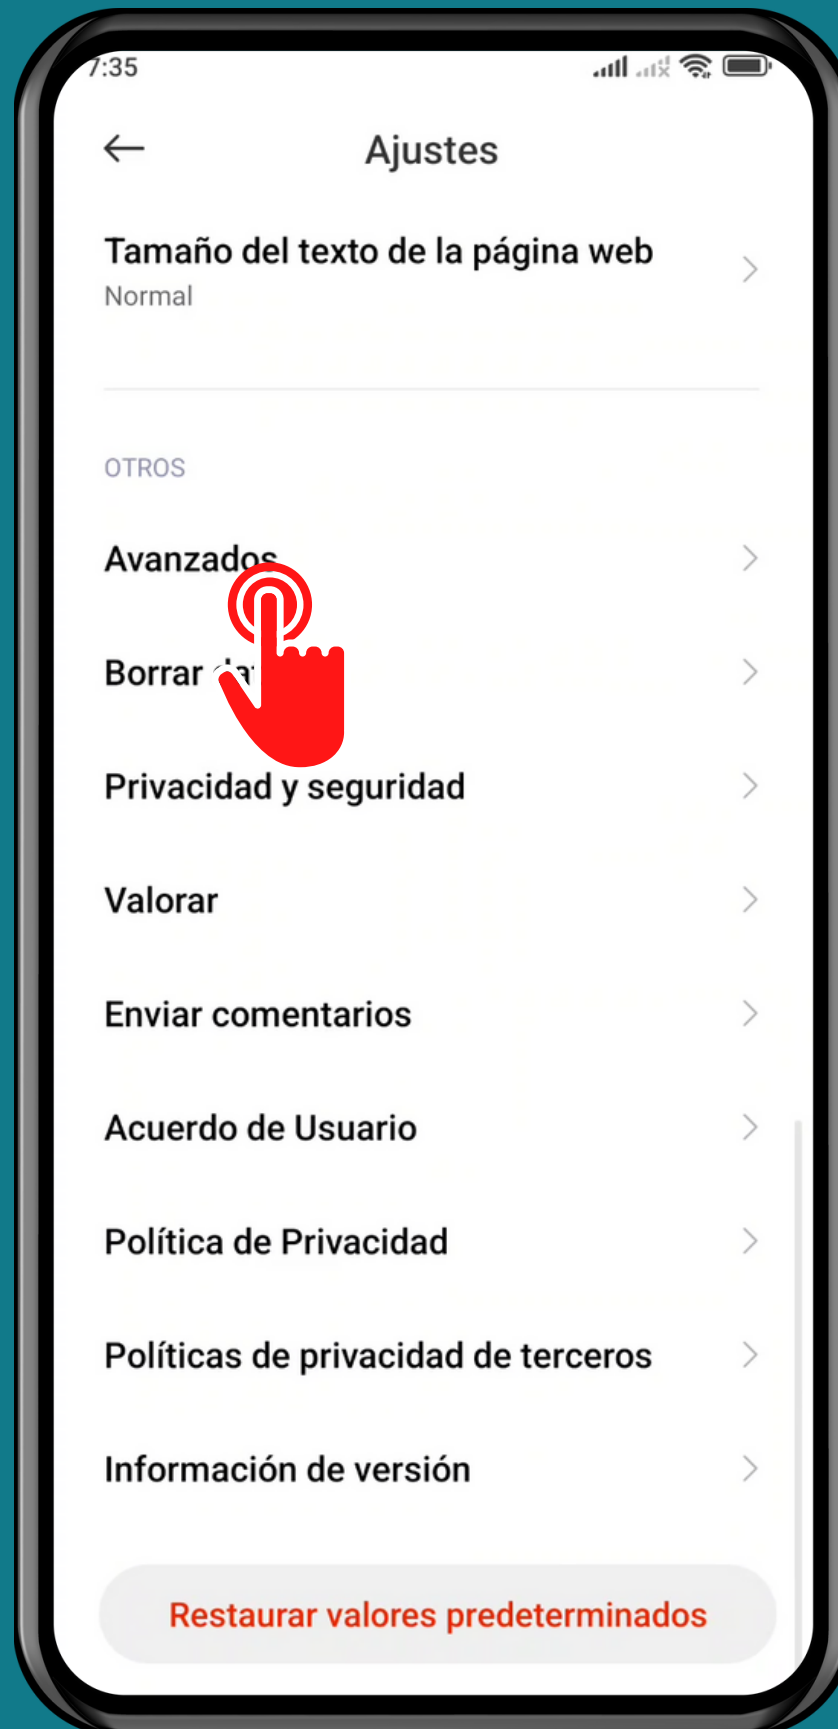 7:35
Ajustes
Tamaño del texto de la página web
Normal
OTROS
Avanzados
Borrar
Privacidad y seguridad
Valorar
Enviar comentarios
Acuerdo de Usuario
Política de Privacidad
Políticas de privacidad de terceros
Información de versión
Restaurar valores predeterminados